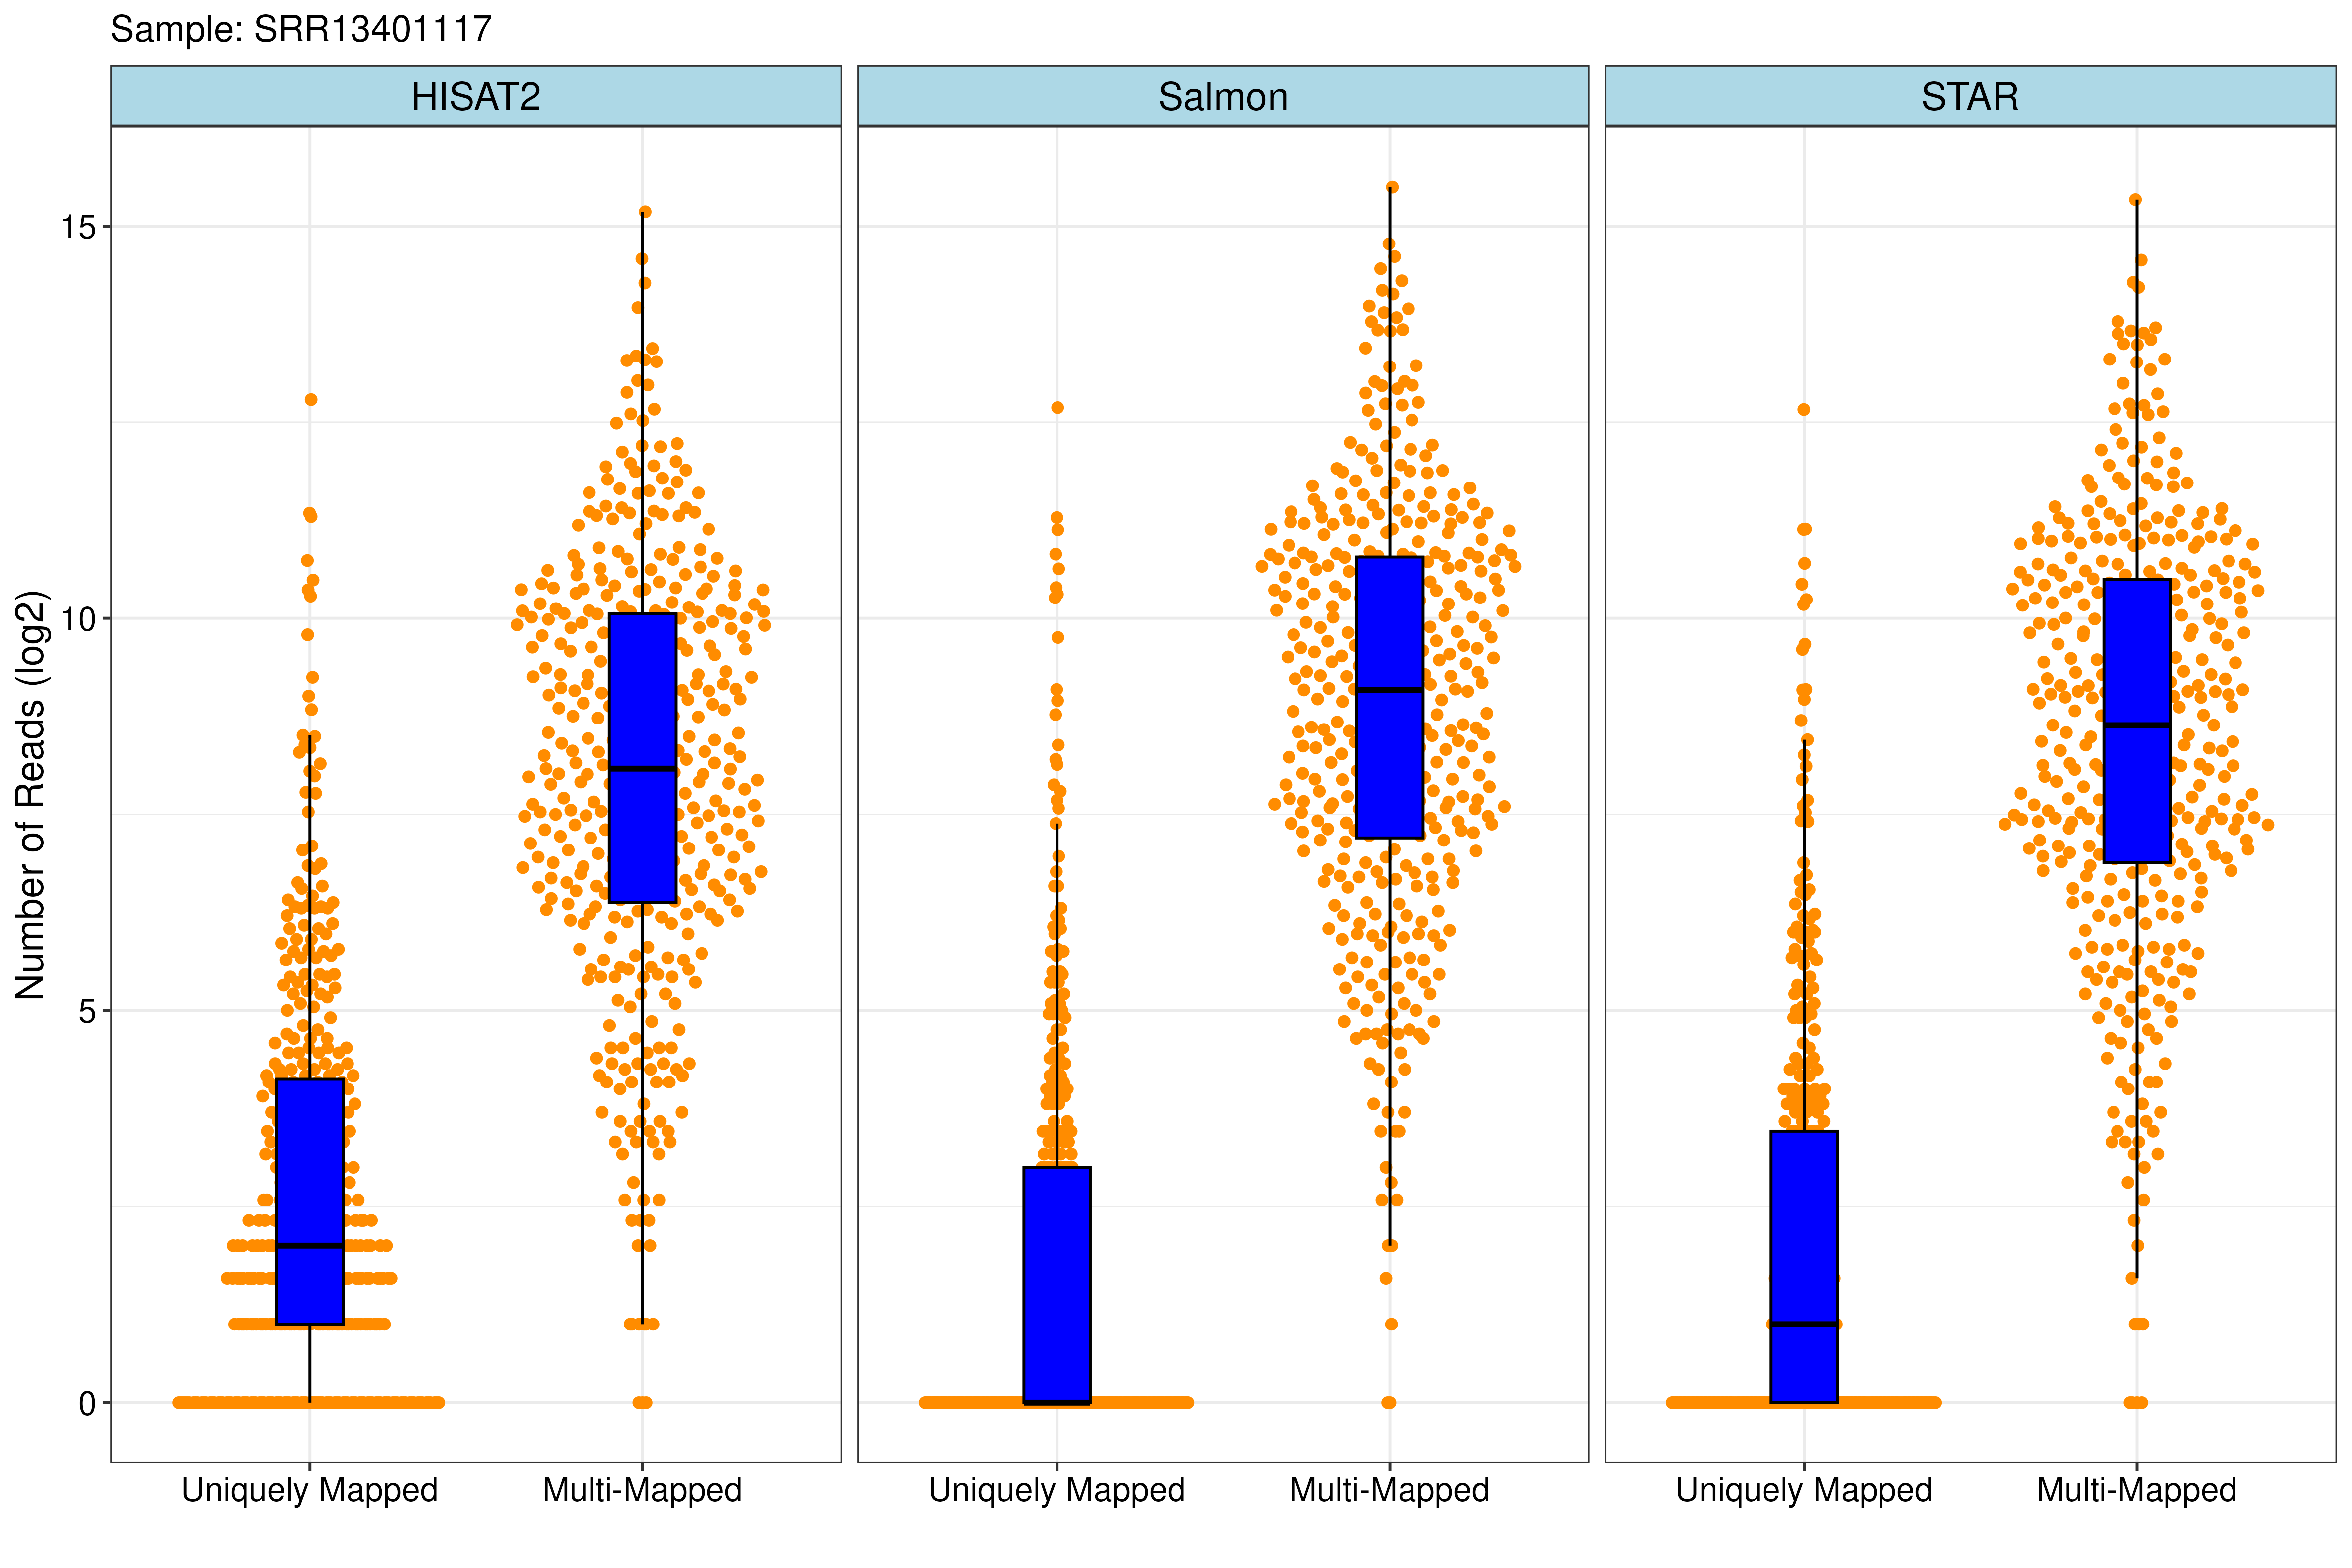 Sample: SRR13401117
HISAT2
Salmon
STAR
Number of Reads (log2)
15
10
5
0
Uniquely Mapped
Multi-Mapped
Uniquely Mapped
Multi-Mapped
Uniquely Mapped
Multi-Mapped